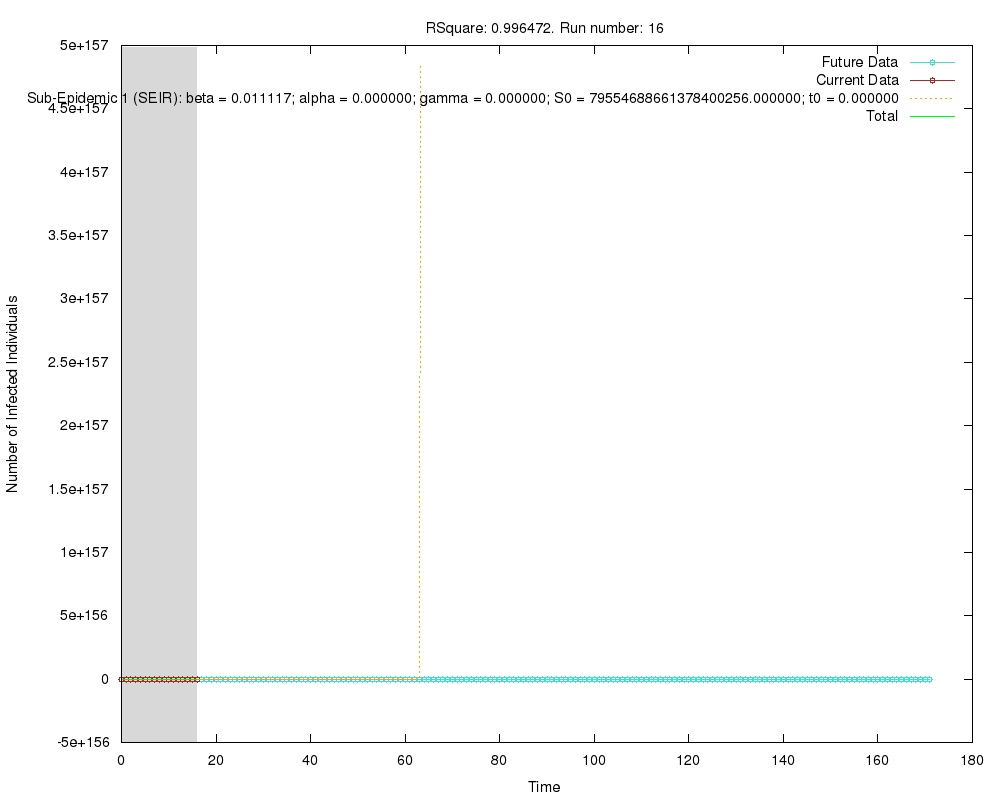 RSquare: 0.996472. Run number: 16
5e+157
Future Data
Current Data
Sub-Epidemic 1 (SEIR): beta = 0.011117; alpha = 0.000000; gamma = 0.000000; S0 = 79554688661378400256.000000; t0 = 0.000000
4.5e+157
Total
4e+157
3.5e+157
3e+157
2.5e+157
2e+157
1.5e+157
1e+157
5e+156
0
-5e+156
Number of Infected Individuals
0 20 40 60 80 100 120 140 160 180
Time